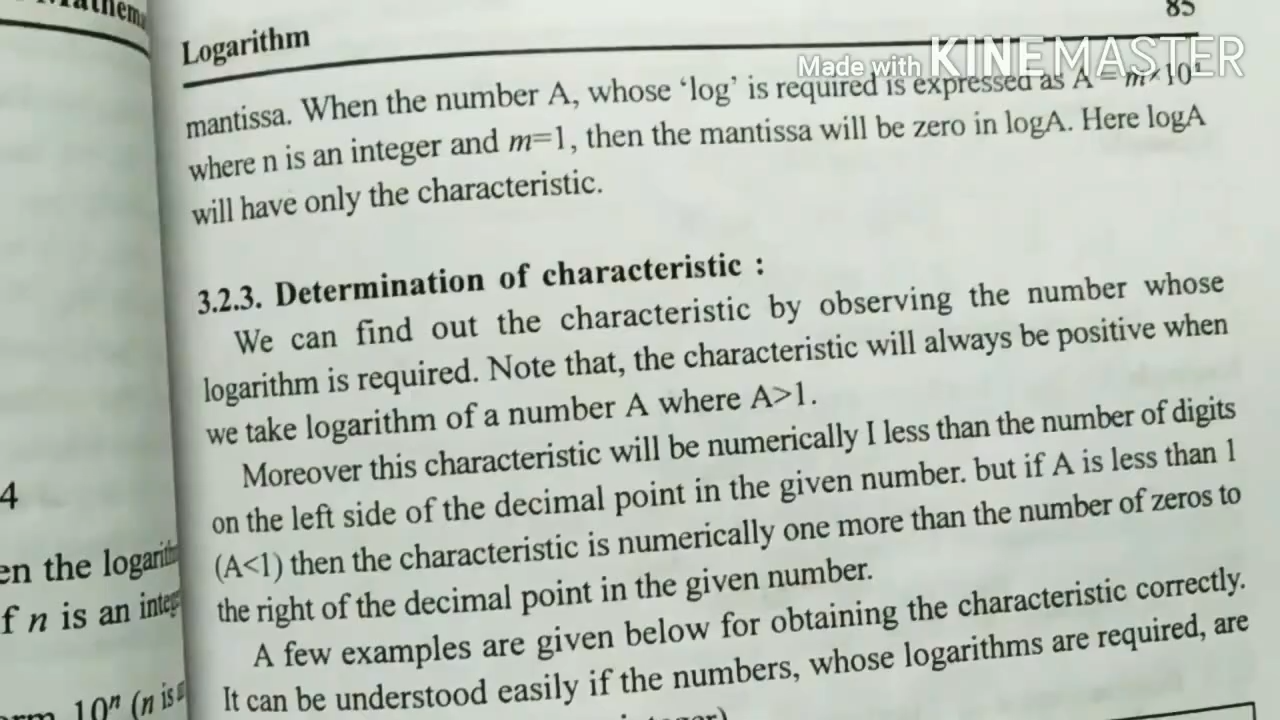 Logarithm
85
Made with KINEMASTER
mantissa. When the number A, whose ‘log’ is required is expressed as A = m×10
where n is an integer and m=1, then the mantissa will be zero in logA. Here logA
will have only the characteristic.
3.2.3. Determination of characteristic :
We can find out the characteristic by observing the number whose
logarithm is required. Note that, the characteristic will always be positive when
we take logarithm of a number A where A>1.
Moreover this characteristic will be numerically I less than the number of digits
on the left side of the decimal point in the given number. but if A is less than 1
(A<1) then the characteristic is numerically one more than the number of zeros to
the right of the decimal point in the given number.
A few examples are given below for obtaining the characteristic correctly.
It can be understood easily if the numbers, whose logarithms are required, are
4
en the logarith
f n is an integ
10ⁿ (n is